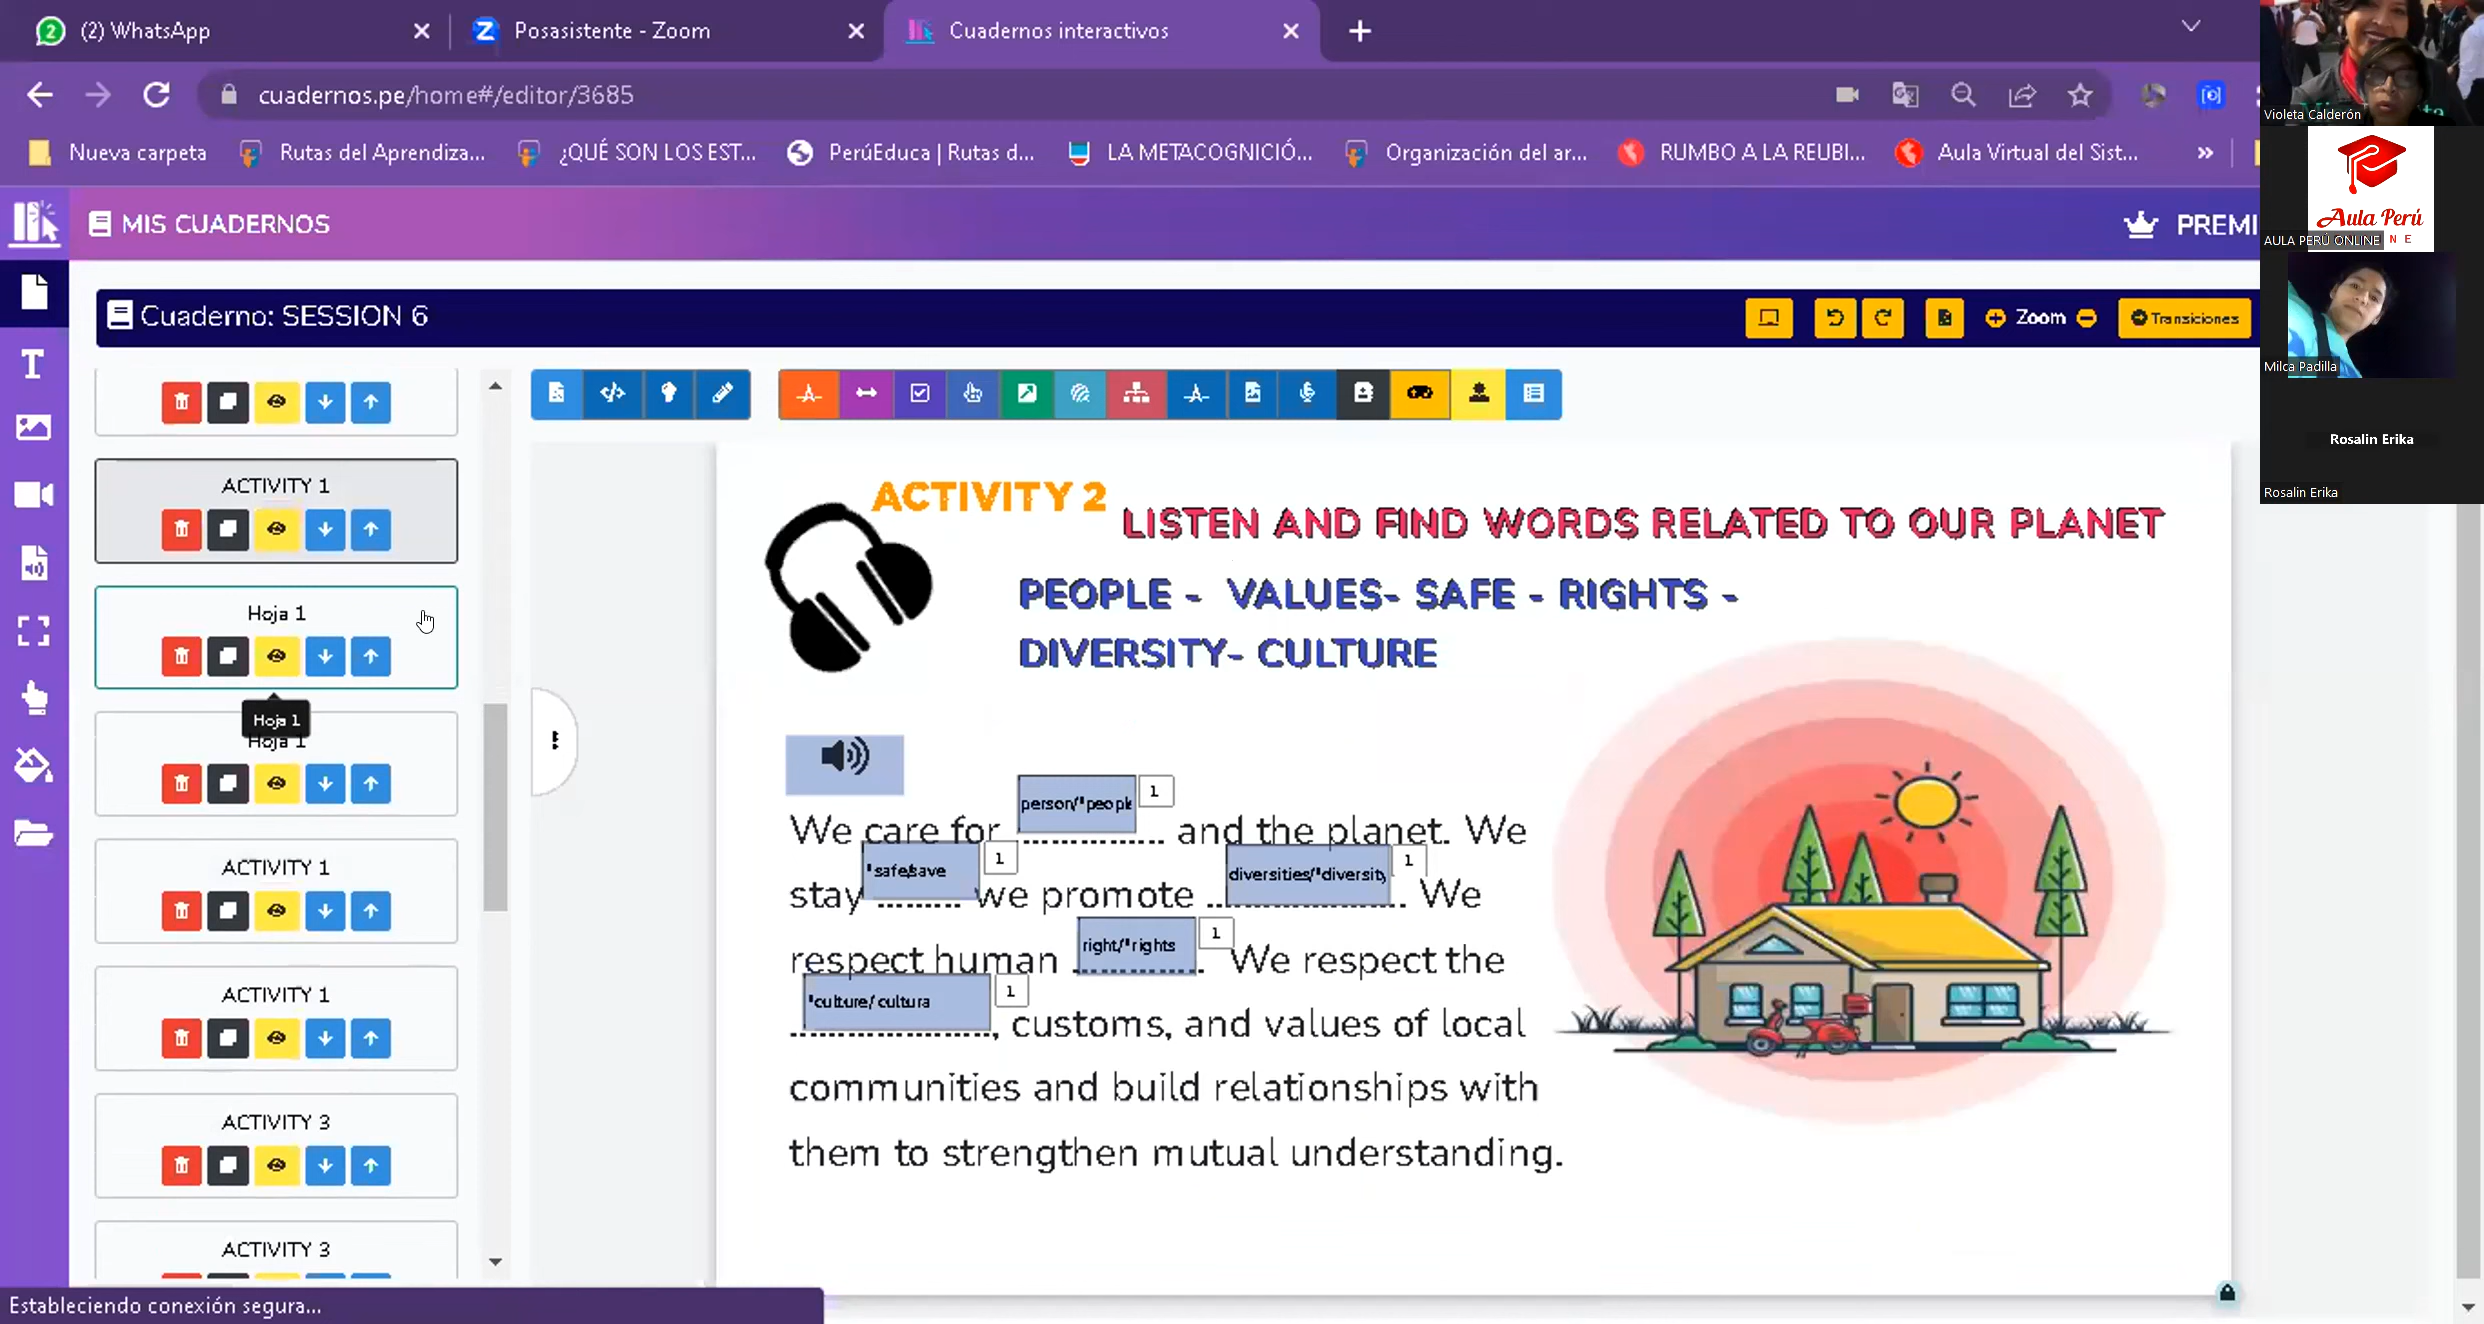 (2) WhatsApp
Posasistente - Zoom
Cuadernos interactivos
cuadernos.pe/home#/editor/3685
Nueva carpeta
Rutas del Aprendiza...
¿QUÉ SON LOS EST...
PerúEduca | Rutas d...
LA METACOGNICIÓ...
Organización del ar...
RUMBO A LA REUBI...
Aula Virtual del Sist...
MIS CUADERNOS
PREMI
Cuaderno: SESSION 6
Zoom
Transiciones
ACTIVITY 1
Hoja 1
Hoja 1
Hoja 1
ACTIVITY 1
ACTIVITY 1
ACTIVITY 3
ACTIVITY 3
ACTIVITY 2
LISTEN AND FIND WORDS RELATED TO OUR PLANET
PEOPLE - VALUES- SAFE - RIGHTS -
DIVERSITY- CULTURE
person/*people 1
We care for ............... and the planet. We
*safe/save 1
diversities/*diversity 1
stay ......... we promote .................... We
right/*rights 1
respect human ............. We respect the
*culture/ cultura 1
...................., customs, and values of local
communities and build relationships with
them to strengthen mutual understanding.
Estableciendo conexión segura...
Violeta Calderón
Aula Perú
N E
AULA PERÚ ONLINE
Milca Padilla
Rosalin Erika
Rosalin Erika